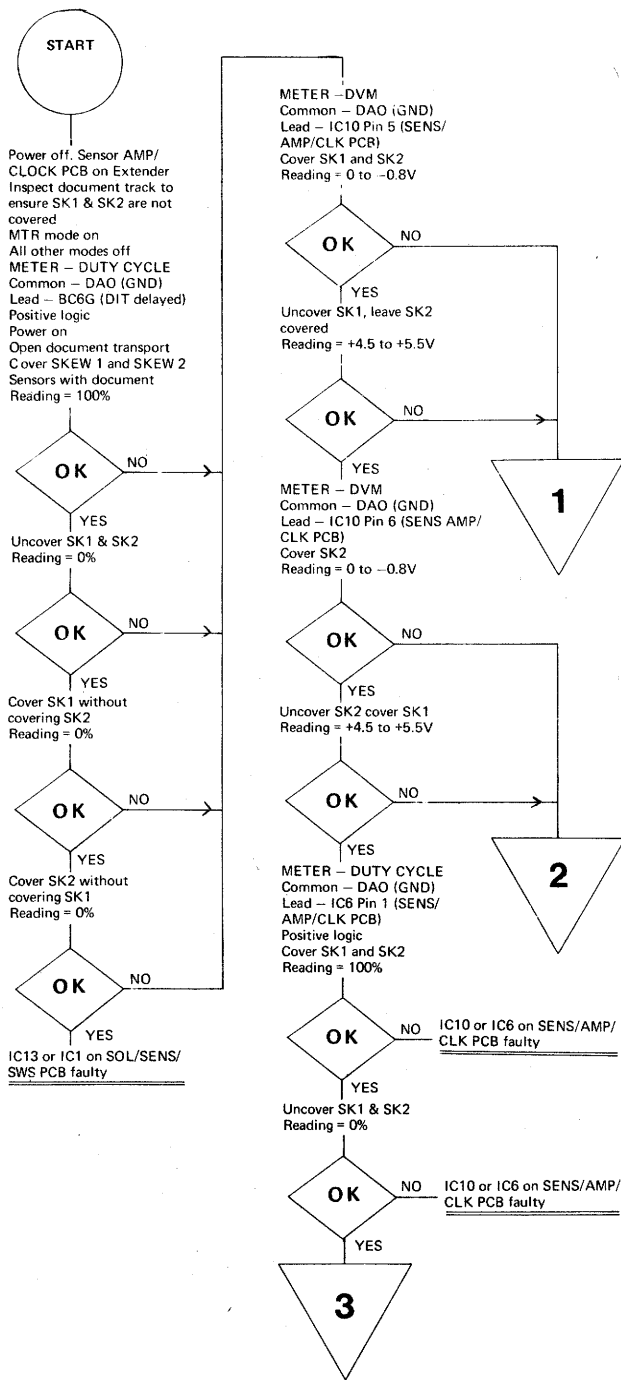 START
Power off. Sensor AMP/
CLOCK PCB on Extender
Inspect document track to
ensure SK1 & SK2 are not
covered
MTR mode on
All other modes off
METER – DUTY CYCLE
Common – DAO (GND)
Lead – BC6G (DIT delayed)
Positive logic
Power on
Open document transport
Cover SKEW 1 and SKEW 2
Sensors with document
Reading = 100%
OK
NO
YES
Uncover SK1 & SK2
Reading = 0%
OK
NO
YES
Cover SK1 without
covering SK2
Reading = 0%
OK
NO
YES
Cover SK2 without
covering SK1
Reading = 0%
OK
NO
YES
IC13 or IC1 on SOL/SENS/
SWS PCB faulty
METER – DVM
Common – DAO (GND)
Lead – IC10 Pin 5 (SENS/
AMP/CLK PCB)
Cover SK1 and SK2
Reading = 0 to −0.8V
OK
NO
YES
Uncover SK1, leave SK2
covered
Reading = +4.5 to +5.5V
OK
NO
YES
1
METER – DVM
Common – DAO (GND)
Lead – IC10 Pin 6 (SENS AMP/
CLK PCB)
Cover SK2
Reading = 0 to −0.8V
OK
NO
YES
Uncover SK2 cover SK1
Reading = +4.5 to +5.5V
OK
NO
YES
2
METER – DUTY CYCLE
Common – DAO (GND)
Lead – IC6 Pin 1 (SENS/
AMP/CLK PCB)
Positive logic
Cover SK1 and SK2
Reading = 100%
OK
NO
IC10 or IC6 on SENS/AMP/
CLK PCB faulty
YES
Uncover SK1 & SK2
Reading = 0%
OK
NO
IC10 or IC6 on SENS/AMP/
CLK PCB faulty
YES
3